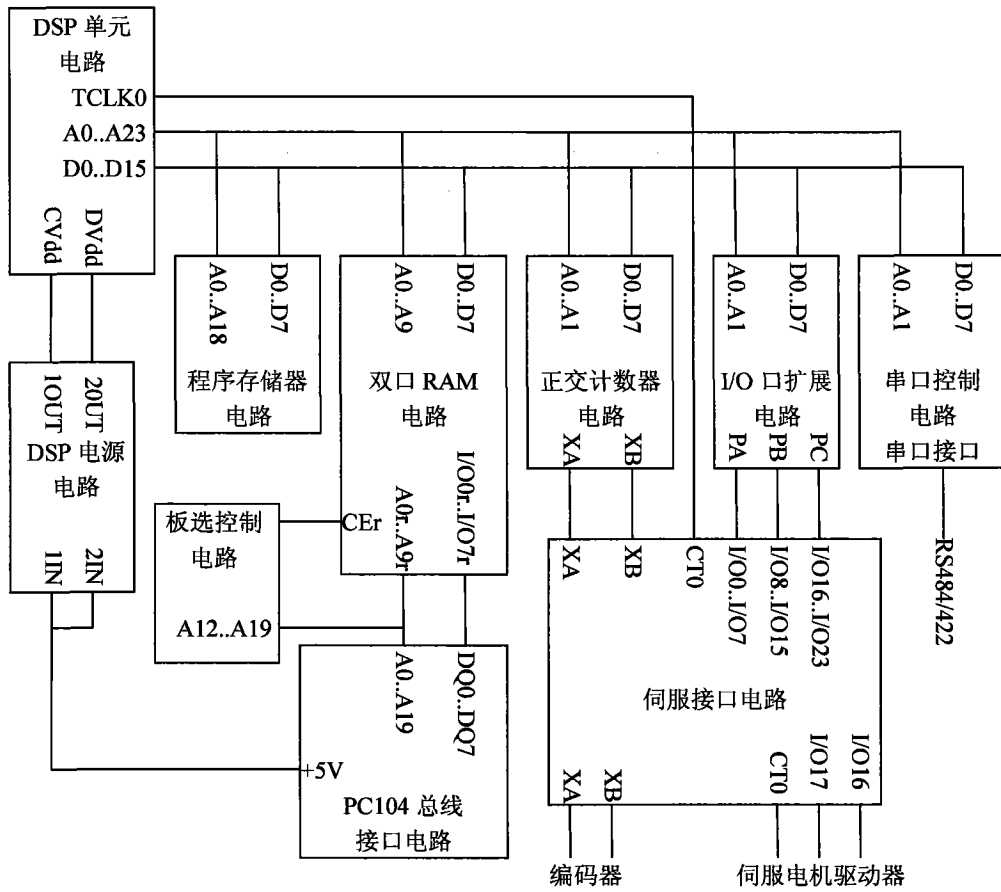 DSP 单元
电路
TCLK0
A0..A23
D0..D15
CVdd
DVdd
1OUT
2OUT
DSP 电源
电路
1IN
2IN
A0..A18
D0..D7
程序存储器
电路
A0..A9
D0..D7
双口 RAM
电路
CEr
A0r..A9r
I/O0r..I/O7r
A0..A1
D0..D7
正交计数器
电路
XA
XB
A0..A1
D0..D7
I/O 口扩展
电路
PA
PB
PC
A0..A1
D0..D7
串口控制
电路
串口接口
RS484/422
板选控制
电路
A12..A19
A0..A19
DQ0..DQ7
+5V
PC104 总线
接口电路
XA
XB
CT0
I/O0..I/O7
I/O8..I/O15
I/O16..I/O23
伺服接口电路
XA
XB
CT0
I/O17
I/O16
编码器
伺服电机驱动器